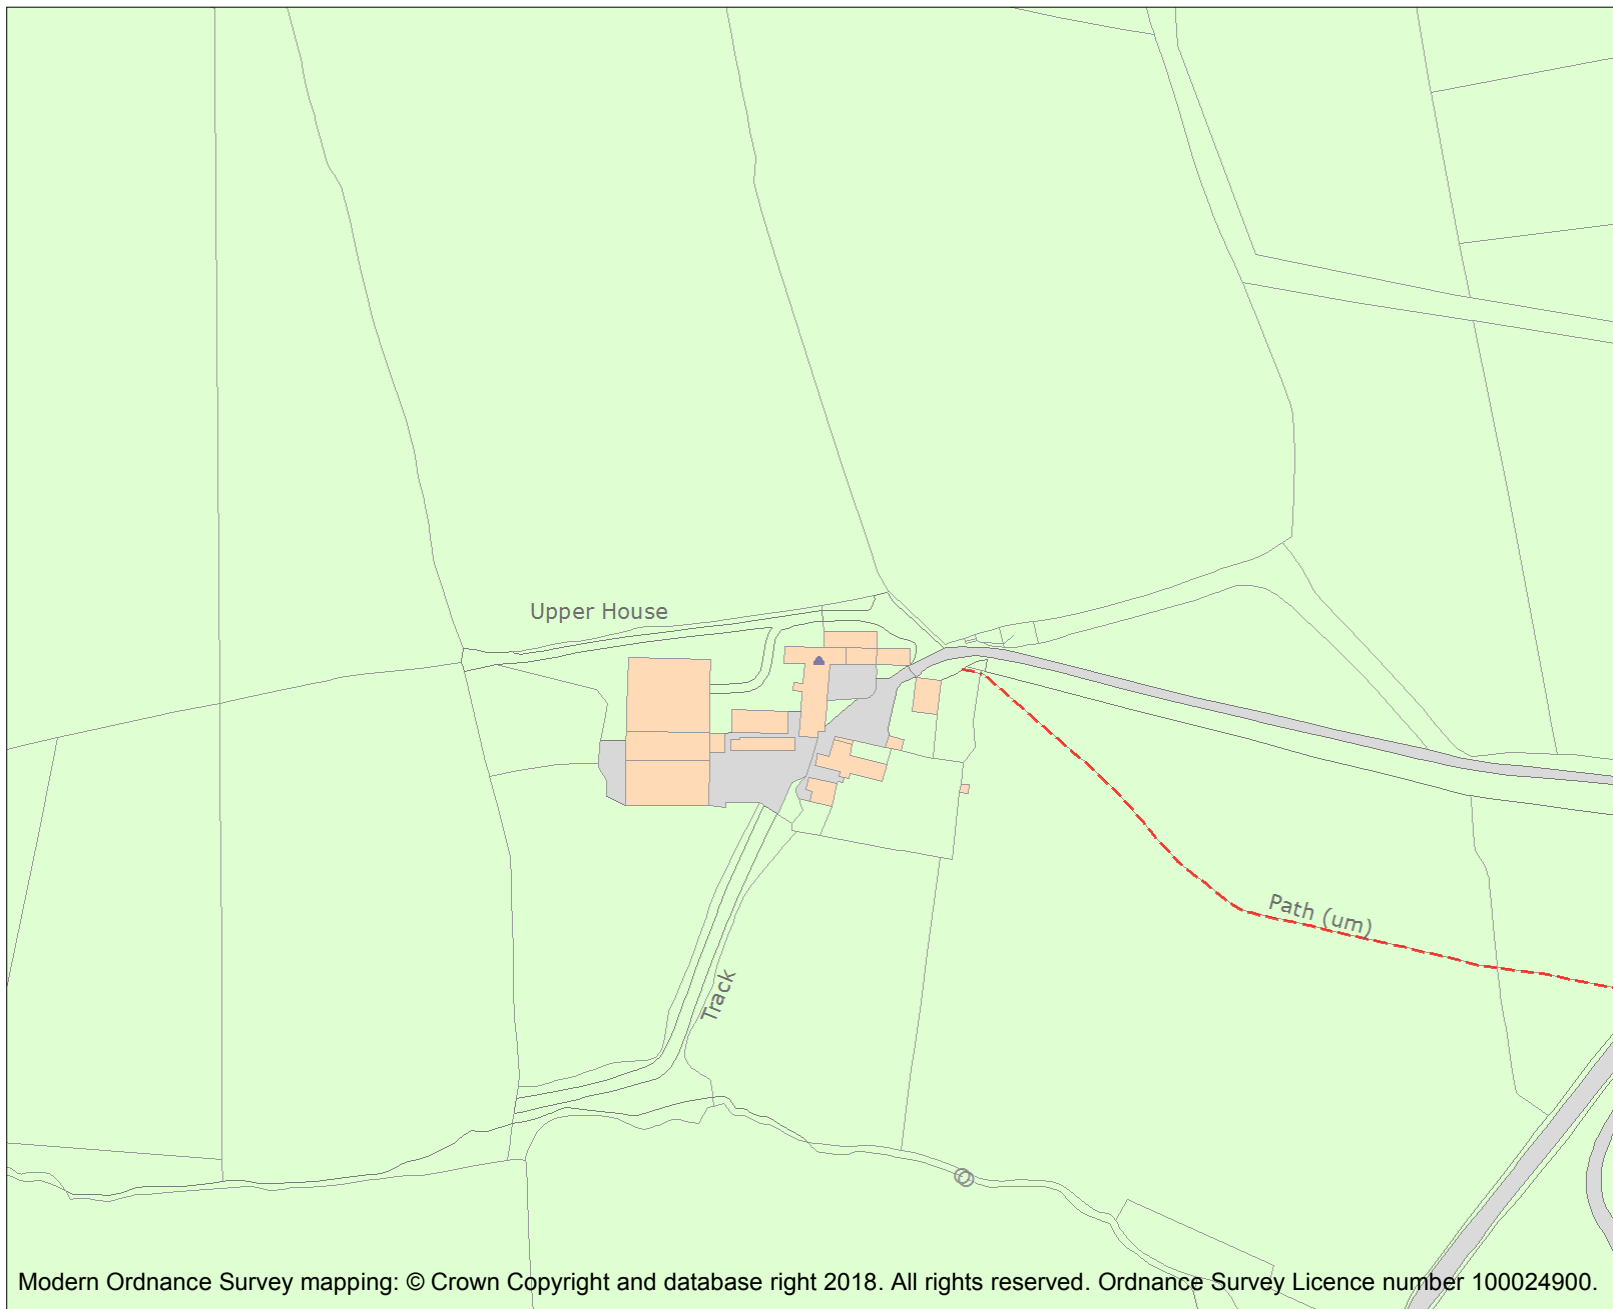 Upper House
Path (um)
Track
Modern Ordnance Survey mapping: © Crown Copyright and database right 2018. All rights reserved. Ordnance Survey Licence number 100024900.